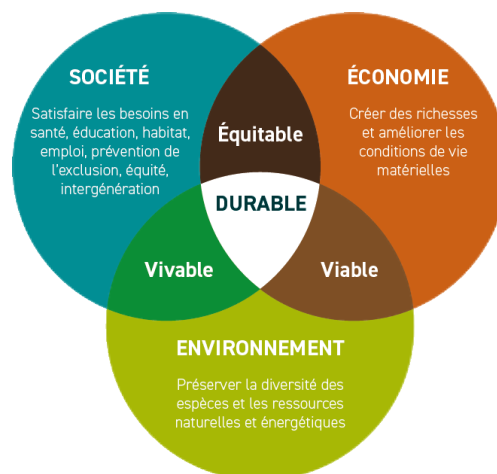 SOCIÉTÉ
Satisfaire les besoins en
santé, éducation, habitat,
emploi, prévention de
l'exclusion, équité,
intergénération
ÉCONOMIE
Créer des richesses
et améliorer les
conditions de vie
matérielles
Équitable
DURABLE
Vivable
Viable
ENVIRONNEMENT
Préserver la diversité des
espèces et les ressources
naturelles et énergétiques